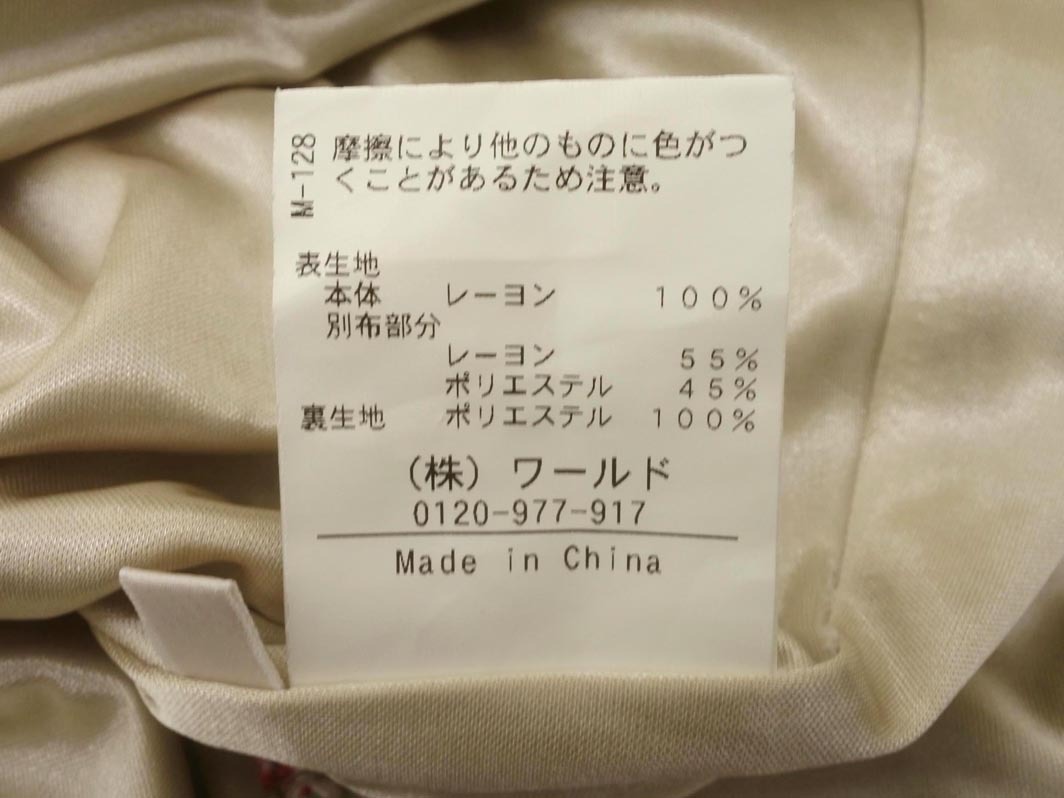 M-128
摩擦により他のものに色がつ
くことがあるため注意。
表生地
本体 レーヨン 100%
別布部分
レーヨン 55%
ポリエステル 45%
裏生地 ポリエステル 100%
(株)ワールド
0120-977-917
Made in China